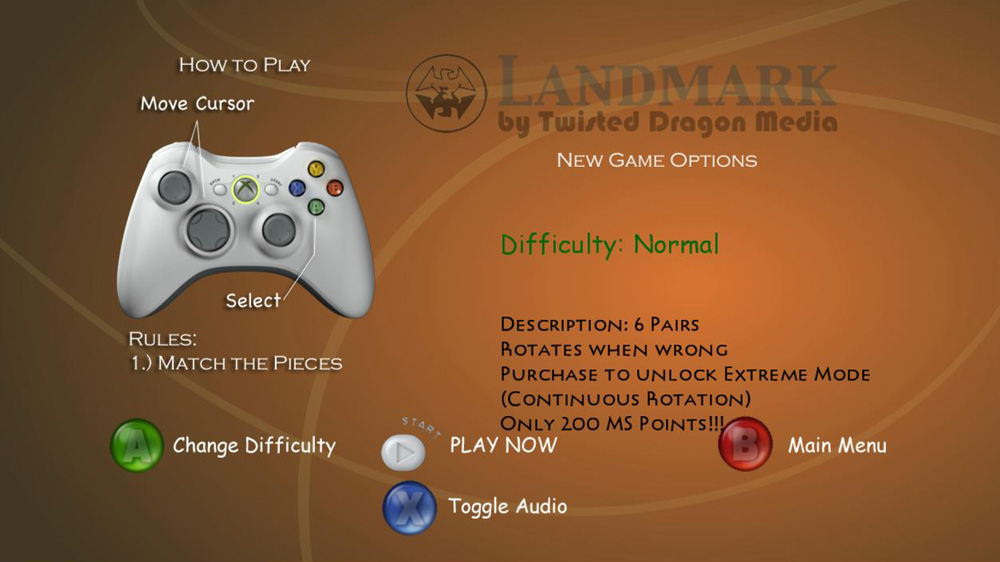 How to Play
Move Cursor
Select
Rules:
1.) Match the Pieces
Landmark
by Twisted Dragon Media
New Game Options
Difficulty: Normal
Description: 6 Pairs
Rotates when wrong
Purchase to unlock Extreme Mode
(Continuous Rotation)
Only 200 MS Points!!!
A Change Difficulty
START PLAY NOW
B Main Menu
X Toggle Audio